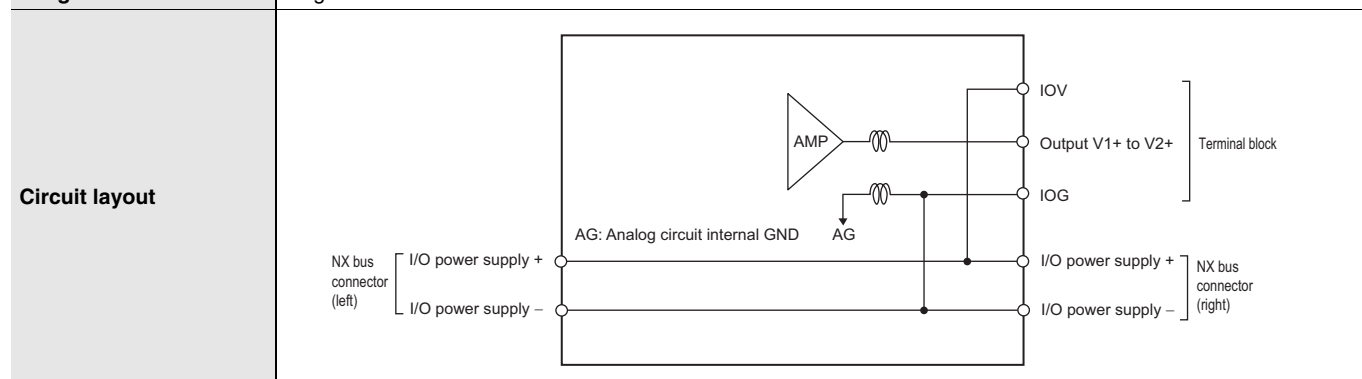 Circuit layout
IOV
AMP
Output V1+ to V2+
Terminal block
IOG
AG: Analog circuit internal GND
AG
NX bus
connector
(left)
I/O power supply +
I/O power supply −
I/O power supply +
I/O power supply −
NX bus
connector
(right)